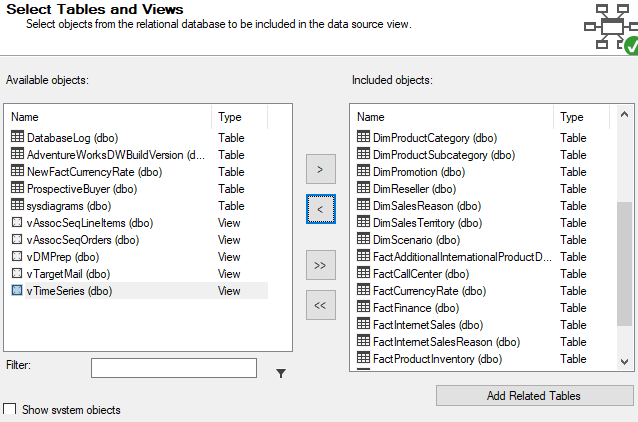 Select Tables and Views
Select objects from the relational database to be included in the data source view.
Available objects:
Name Type
DatabaseLog (dbo) Table
AdventureWorksDWBuildVersion (d... Table
NewFactCurrencyRate (dbo) Table
ProspectiveBuyer (dbo) Table
sysdiagrams (dbo) Table
vAssocSeqLineItems (dbo) View
vAssocSeqOrders (dbo) View
vDMPrep (dbo) View
vTargetMail (dbo) View
vTimeSeries (dbo) View
Filter:
Show system objects
>
<
>>
<<
Included objects:
Name Type
DimProductCategory (dbo) Table
DimProductSubcategory (dbo) Table
DimPromotion (dbo) Table
DimReseller (dbo) Table
DimSalesReason (dbo) Table
DimSalesTerritory (dbo) Table
DimScenario (dbo) Table
FactAdditionalInternationalProductD... Table
FactCallCenter (dbo) Table
FactCurrencyRate (dbo) Table
FactFinance (dbo) Table
FactInternetSales (dbo) Table
FactInternetSalesReason (dbo) Table
FactProductInventory (dbo) Table
Add Related Tables